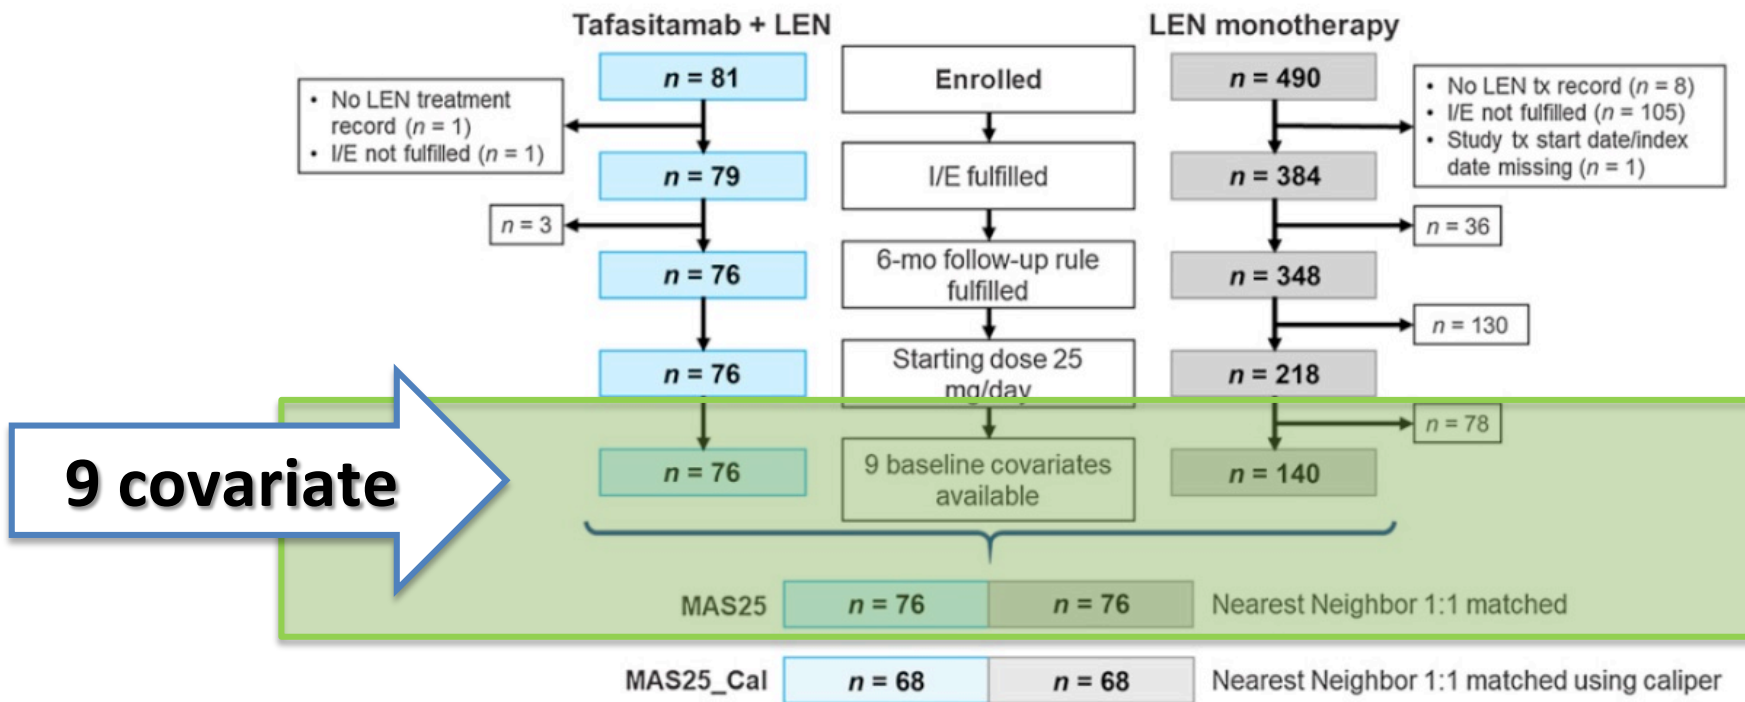 Tafasitamab + LEN
LEN monotherapy
n = 81
Enrolled
n = 490
• No LEN treatment
record (n = 1)
• I/E not fulfilled (n = 1)
• No LEN tx record (n = 8)
• I/E not fulfilled (n = 105)
• Study tx start date/index
date missing (n = 1)
n = 79
I/E fulfilled
n = 384
n = 3
n = 36
n = 76
6-mo follow-up rule
fulfilled
n = 348
n = 130
n = 76
Starting dose 25
mg/day
n = 218
n = 78
9 covariate
n = 76
9 baseline covariates
available
n = 140
MAS25
n = 76
n = 76
Nearest Neighbor 1:1 matched
MAS25_Cal
n = 68
n = 68
Nearest Neighbor 1:1 matched using caliper